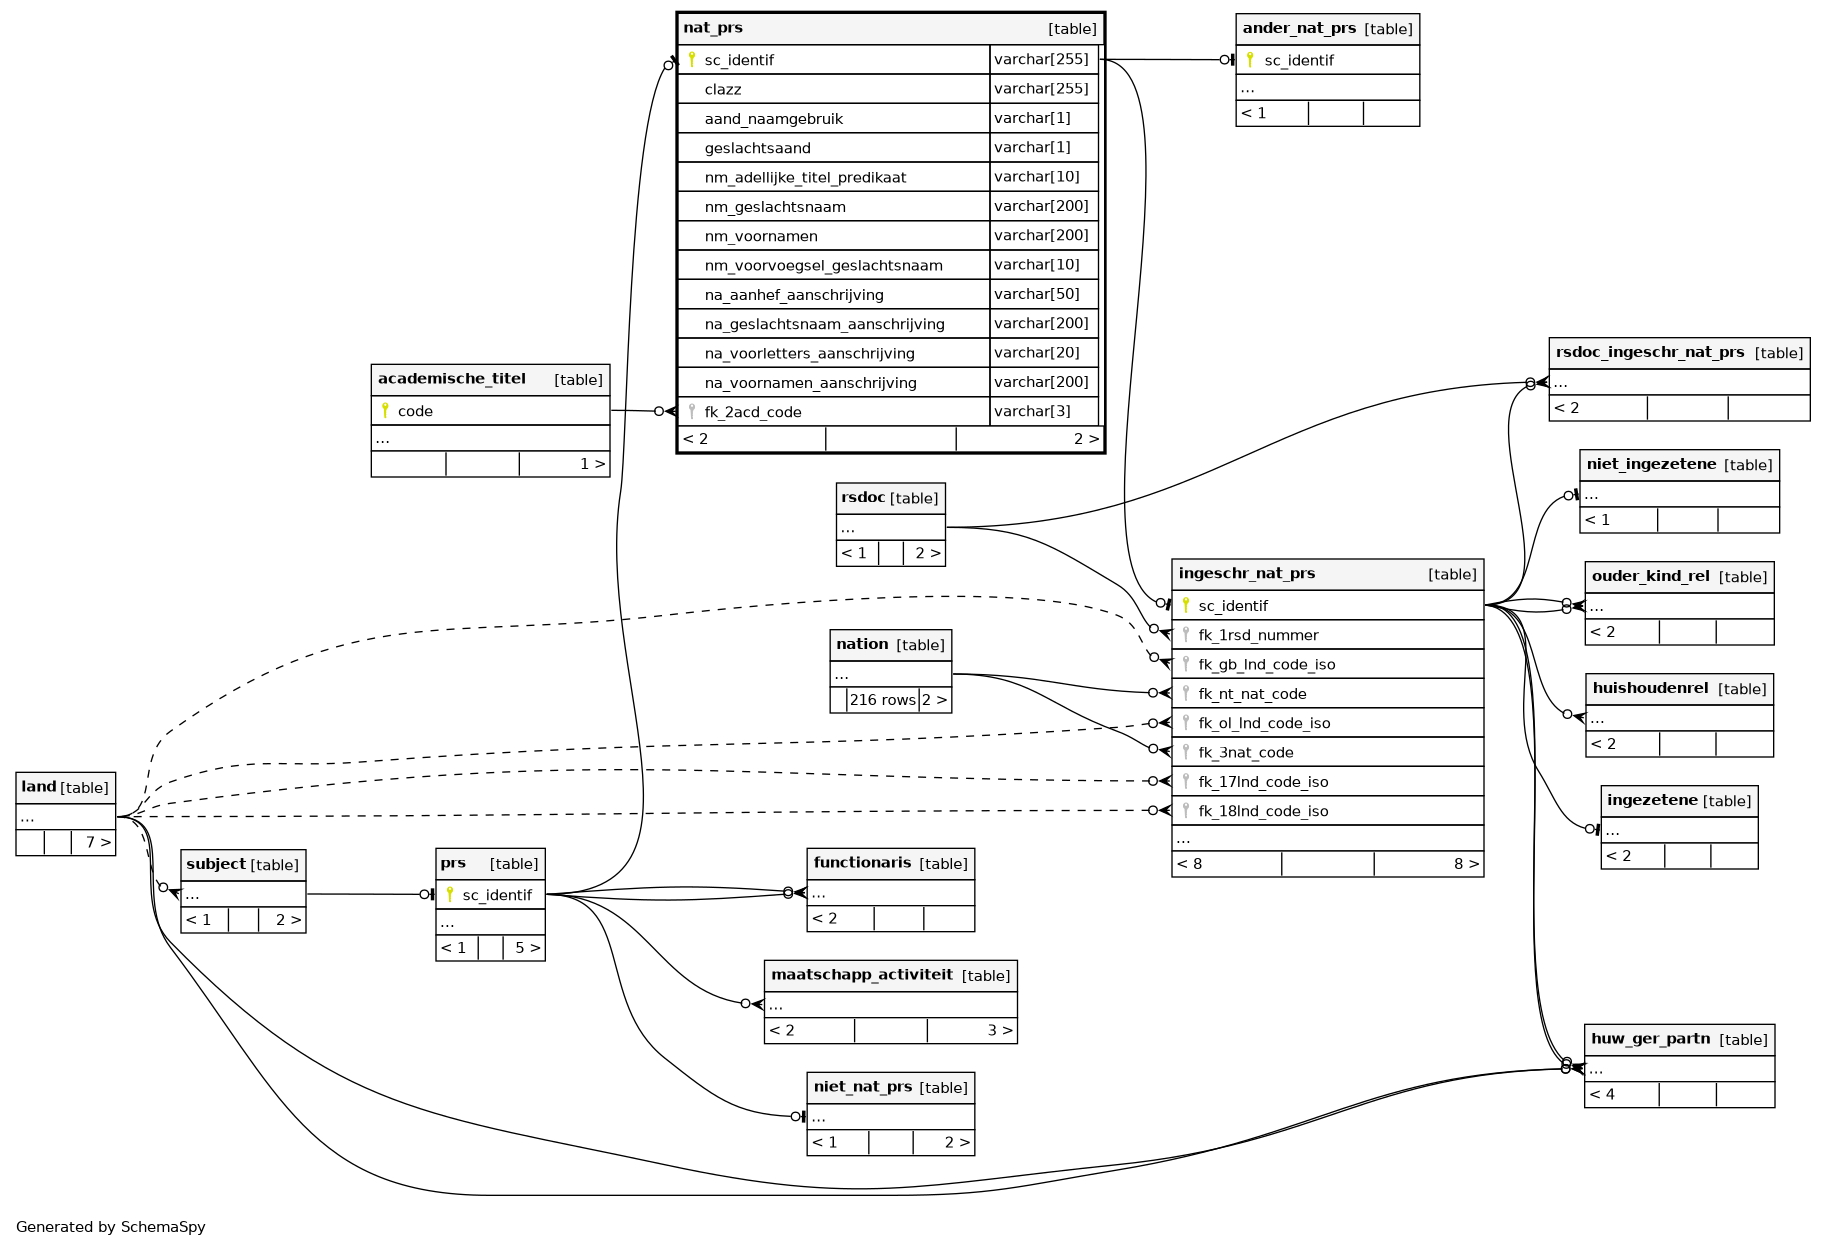 nat_prs [table]
sc_identif varchar[255]
clazz varchar[255]
aand_naamgebruik varchar[1]
geslachtsaand varchar[1]
nm_adellijke_titel_predikaat varchar[10]
nm_geslachtsnaam varchar[200]
nm_voornamen varchar[200]
nm_voorvoegsel_geslachtsnaam varchar[10]
na_aanhef_aanschrijving varchar[50]
na_geslachtsnaam_aanschrijving varchar[200]
na_voorletters_aanschrijving varchar[20]
na_voornamen_aanschrijving varchar[200]
fk_2acd_code varchar[3]
< 2 2 >
ander_nat_prs [table]
sc_identif
...
< 1
academische_titel [table]
code
...
1 >
rsdoc_ingeschr_nat_prs [table]
...
< 2
niet_ingezetene [table]
...
< 1
rsdoc [table]
...
< 1 2 >
ingeschr_nat_prs [table]
sc_identif
fk_1rsd_nummer
fk_gb_lnd_code_iso
fk_nt_nat_code
fk_ol_lnd_code_iso
fk_3nat_code
fk_17lnd_code_iso
fk_18lnd_code_iso
...
< 8 8 >
ouder_kind_rel [table]
...
< 2
nation [table]
...
216 rows 2 >
huishoudenrel [table]
...
< 2
land [table]
...
7 >
ingezetene [table]
...
< 2
subject [table]
...
< 1 2 >
prs [table]
sc_identif
...
< 1 5 >
functionaris [table]
...
< 2
maatschapp_activiteit [table]
...
< 2 3 >
huw_ger_partn [table]
...
< 4
niet_nat_prs [table]
...
< 1 2 >
Generated by SchemaSpy